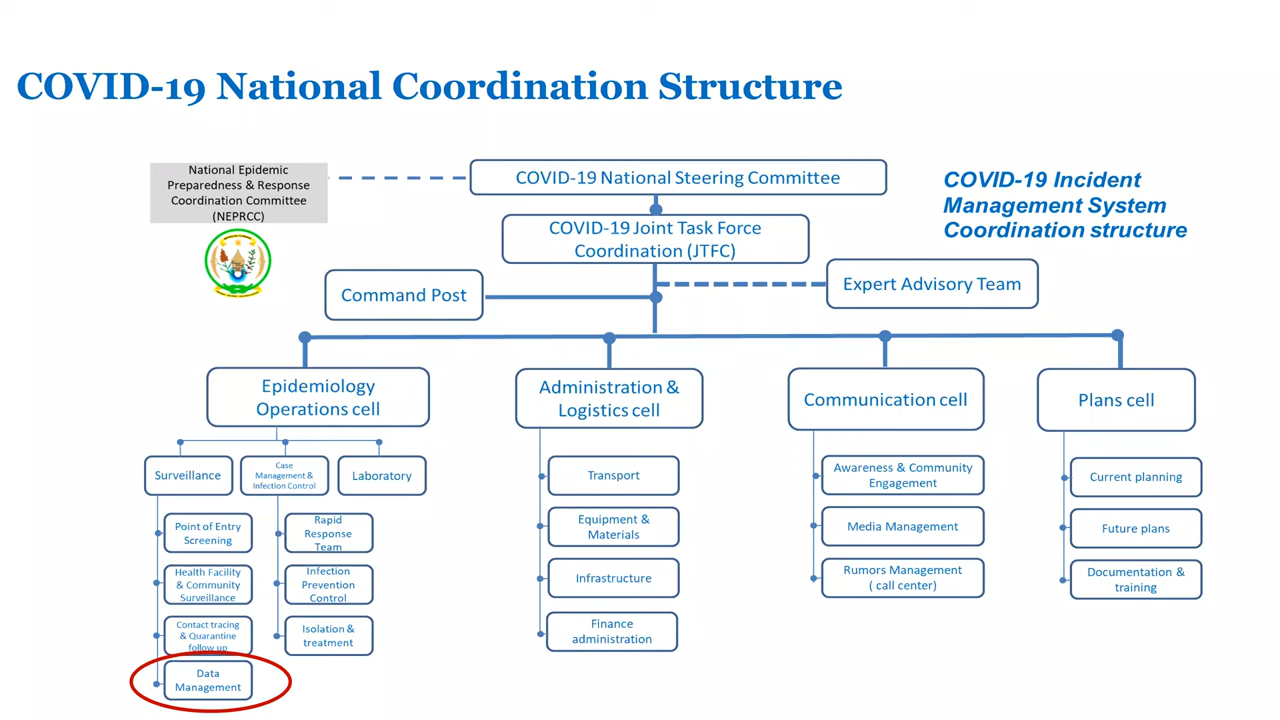 COVID-19 National Coordination Structure
National Epidemic
Preparedness & Response
Coordination Committee
(NEPRCC)
COVID-19 National Steering Committee
COVID-19 Incident
Management System
Coordination structure
COVID-19 Joint Task Force
Coordination (JTFC)
Command Post
Expert Advisory Team
Epidemiology
Operations cell
Administration &
Logistics cell
Communication cell
Plans cell
Surveillance
Case
Management &
Infection Control
Laboratory
Point of Entry
Screening
Health Facility
& Community
Surveillance
Contact tracing
& Quarantine
follow up
Data
Management
Rapid
Response
Team
Infection
Prevention
Control
Isolation &
treatment
Transport
Equipment &
Materials
Infrastructure
Finance
administration
Awareness & Community
Engagement
Media Management
Rumors Management
( call center)
Current planning
Future plans
Documentation &
training